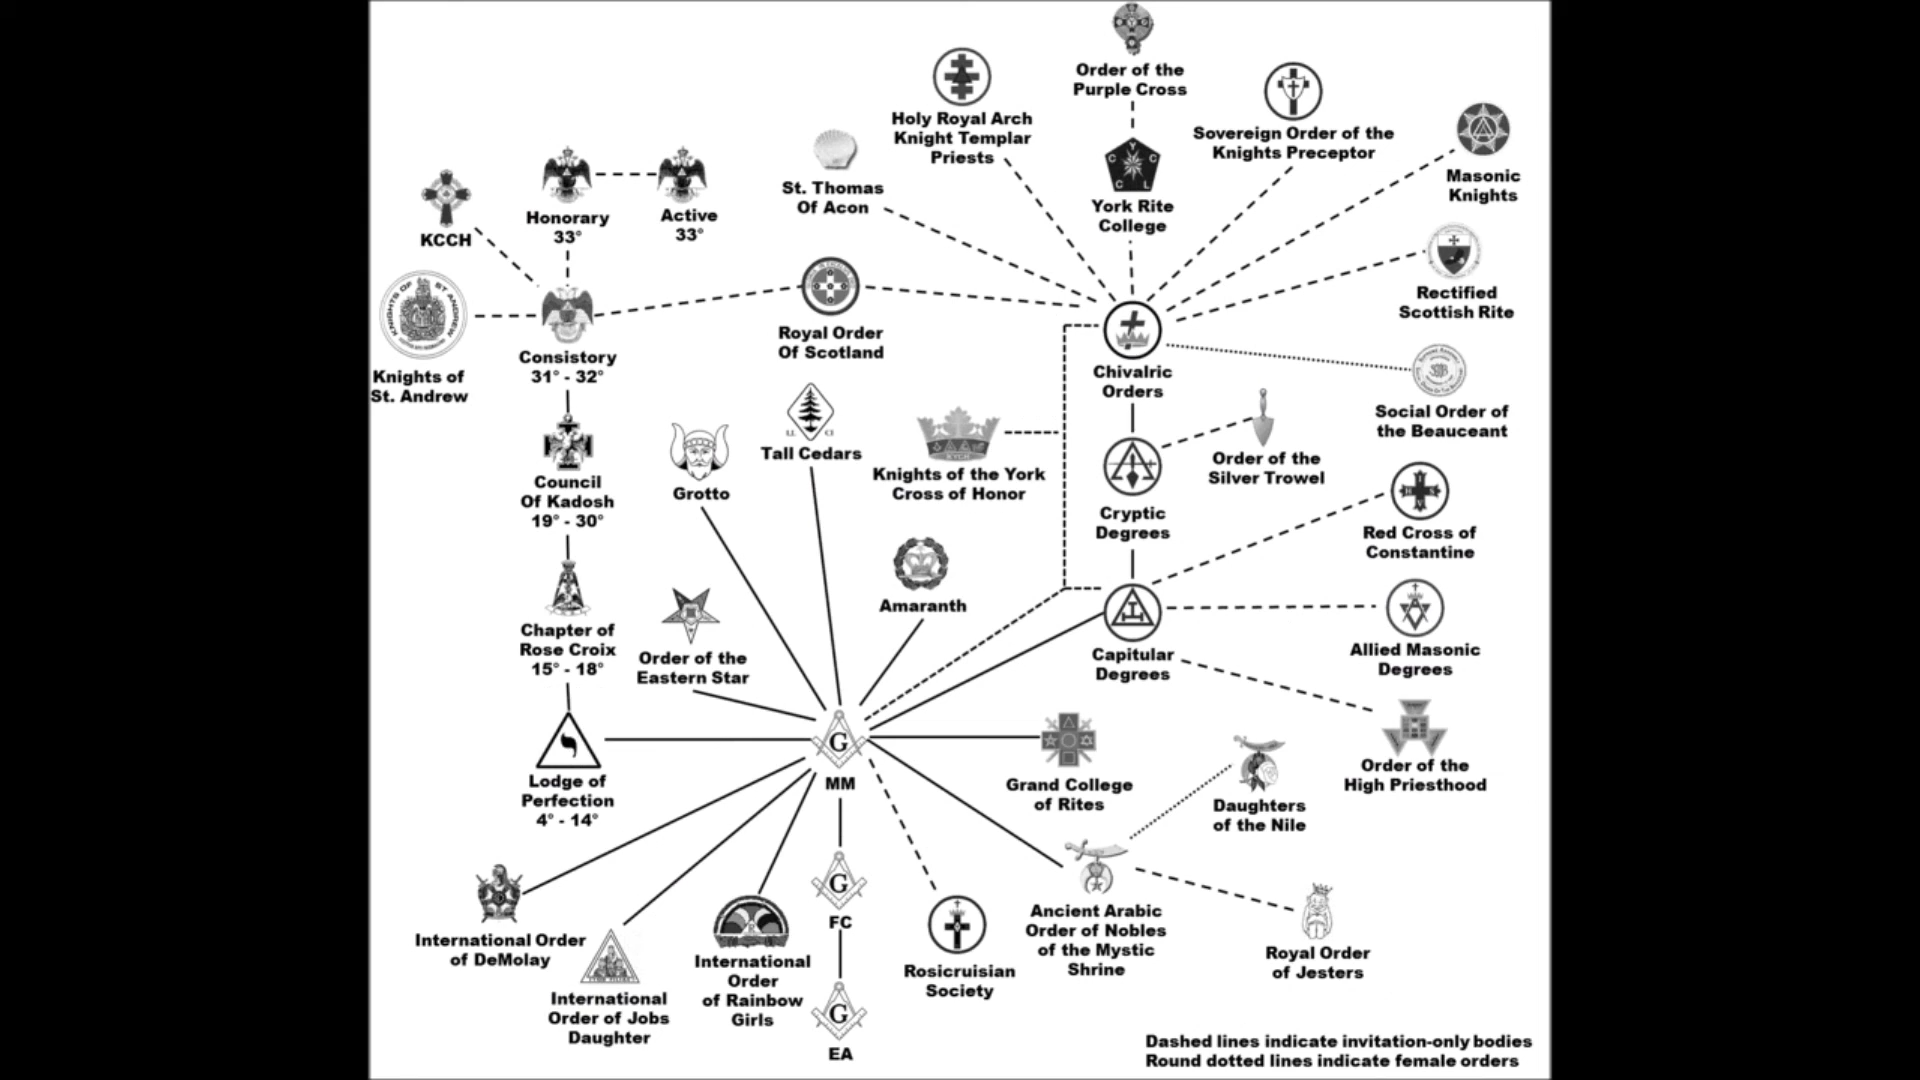 Order of the
Purple Cross
Holy Royal Arch
Knight Templar
Priests
Sovereign Order of the
Knights Preceptor
Masonic
Knights
St. Thomas
Of Acon
Y
C C
C L
York Rite
College
KCCH
Honorary
33°
Active
33°
KNIGHTS OF ST ANDREW
Knights of
St. Andrew
Consistory
31° - 32°
Royal Order
Of Scotland
Rectified
Scottish Rite
Chivalric
Orders
Social Order of
the Beauceant
Council
Of Kadosh
19° - 30°
Grotto
LL CI
Tall Cedars
KYCH
Knights of the York
Cross of Honor
Order of the
Silver Trowel
Cryptic
Degrees
Red Cross of
Constantine
Chapter of
Rose Croix
15° - 18°
Order of the
Eastern Star
Amaranth
Capitular
Degrees
Allied Masonic
Degrees
G
MM
Lodge of
Perfection
4° - 14°
Grand College
of Rites
Daughters
of the Nile
Order of the
High Priesthood
International Order
of DeMolay
International
Order of Jobs
Daughter
R
International
Order
of Rainbow
Girls
G
FC
G
EA
Rosicruisian
Society
Ancient Arabic
Order of Nobles
of the Mystic
Shrine
Royal Order
of Jesters
Dashed lines indicate invitation-only bodies
Round dotted lines indicate female orders